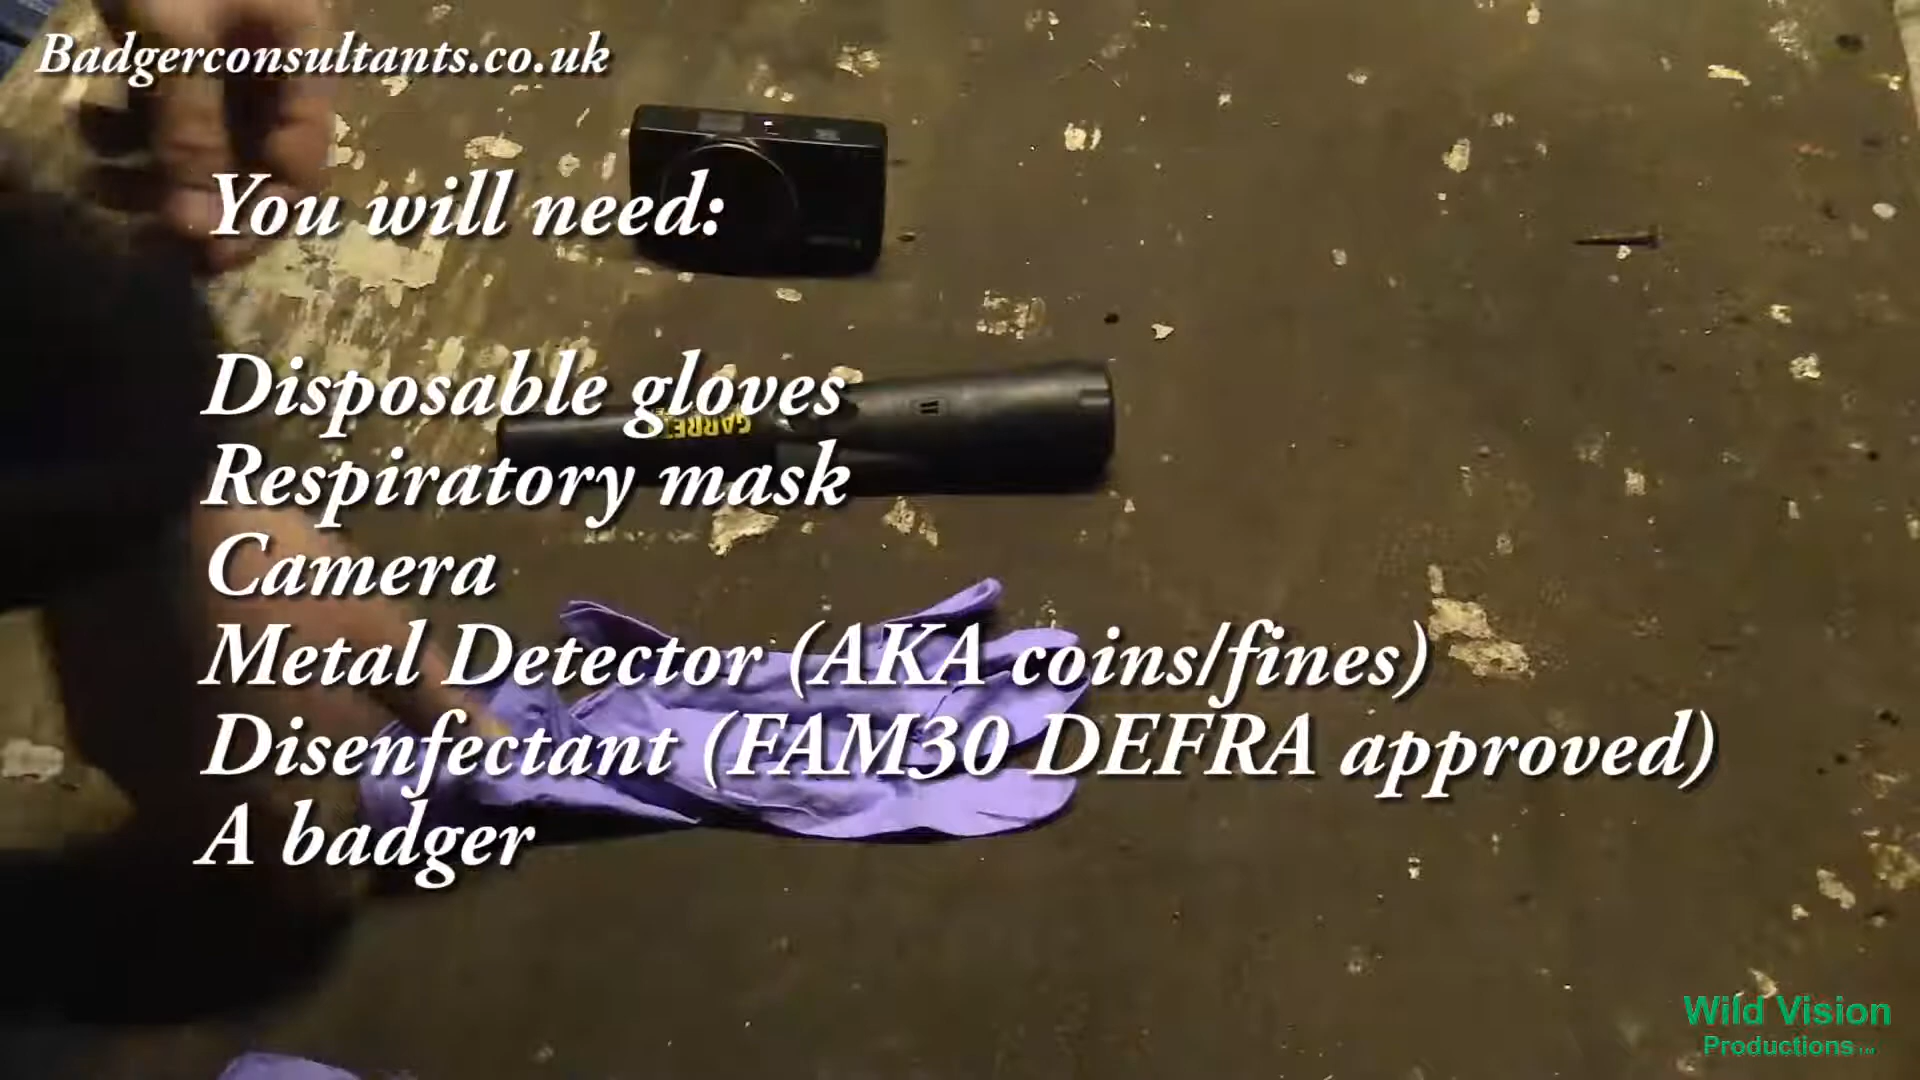 Badgerconsultants.co.uk
You will need:
Disposable gloves
GARRE
Respiratory mask
Camera
Metal Detector (AKA coins/fines)
Disenfectant (FAM30 DEFRA approved)
A badger
Wild Vision
Productions